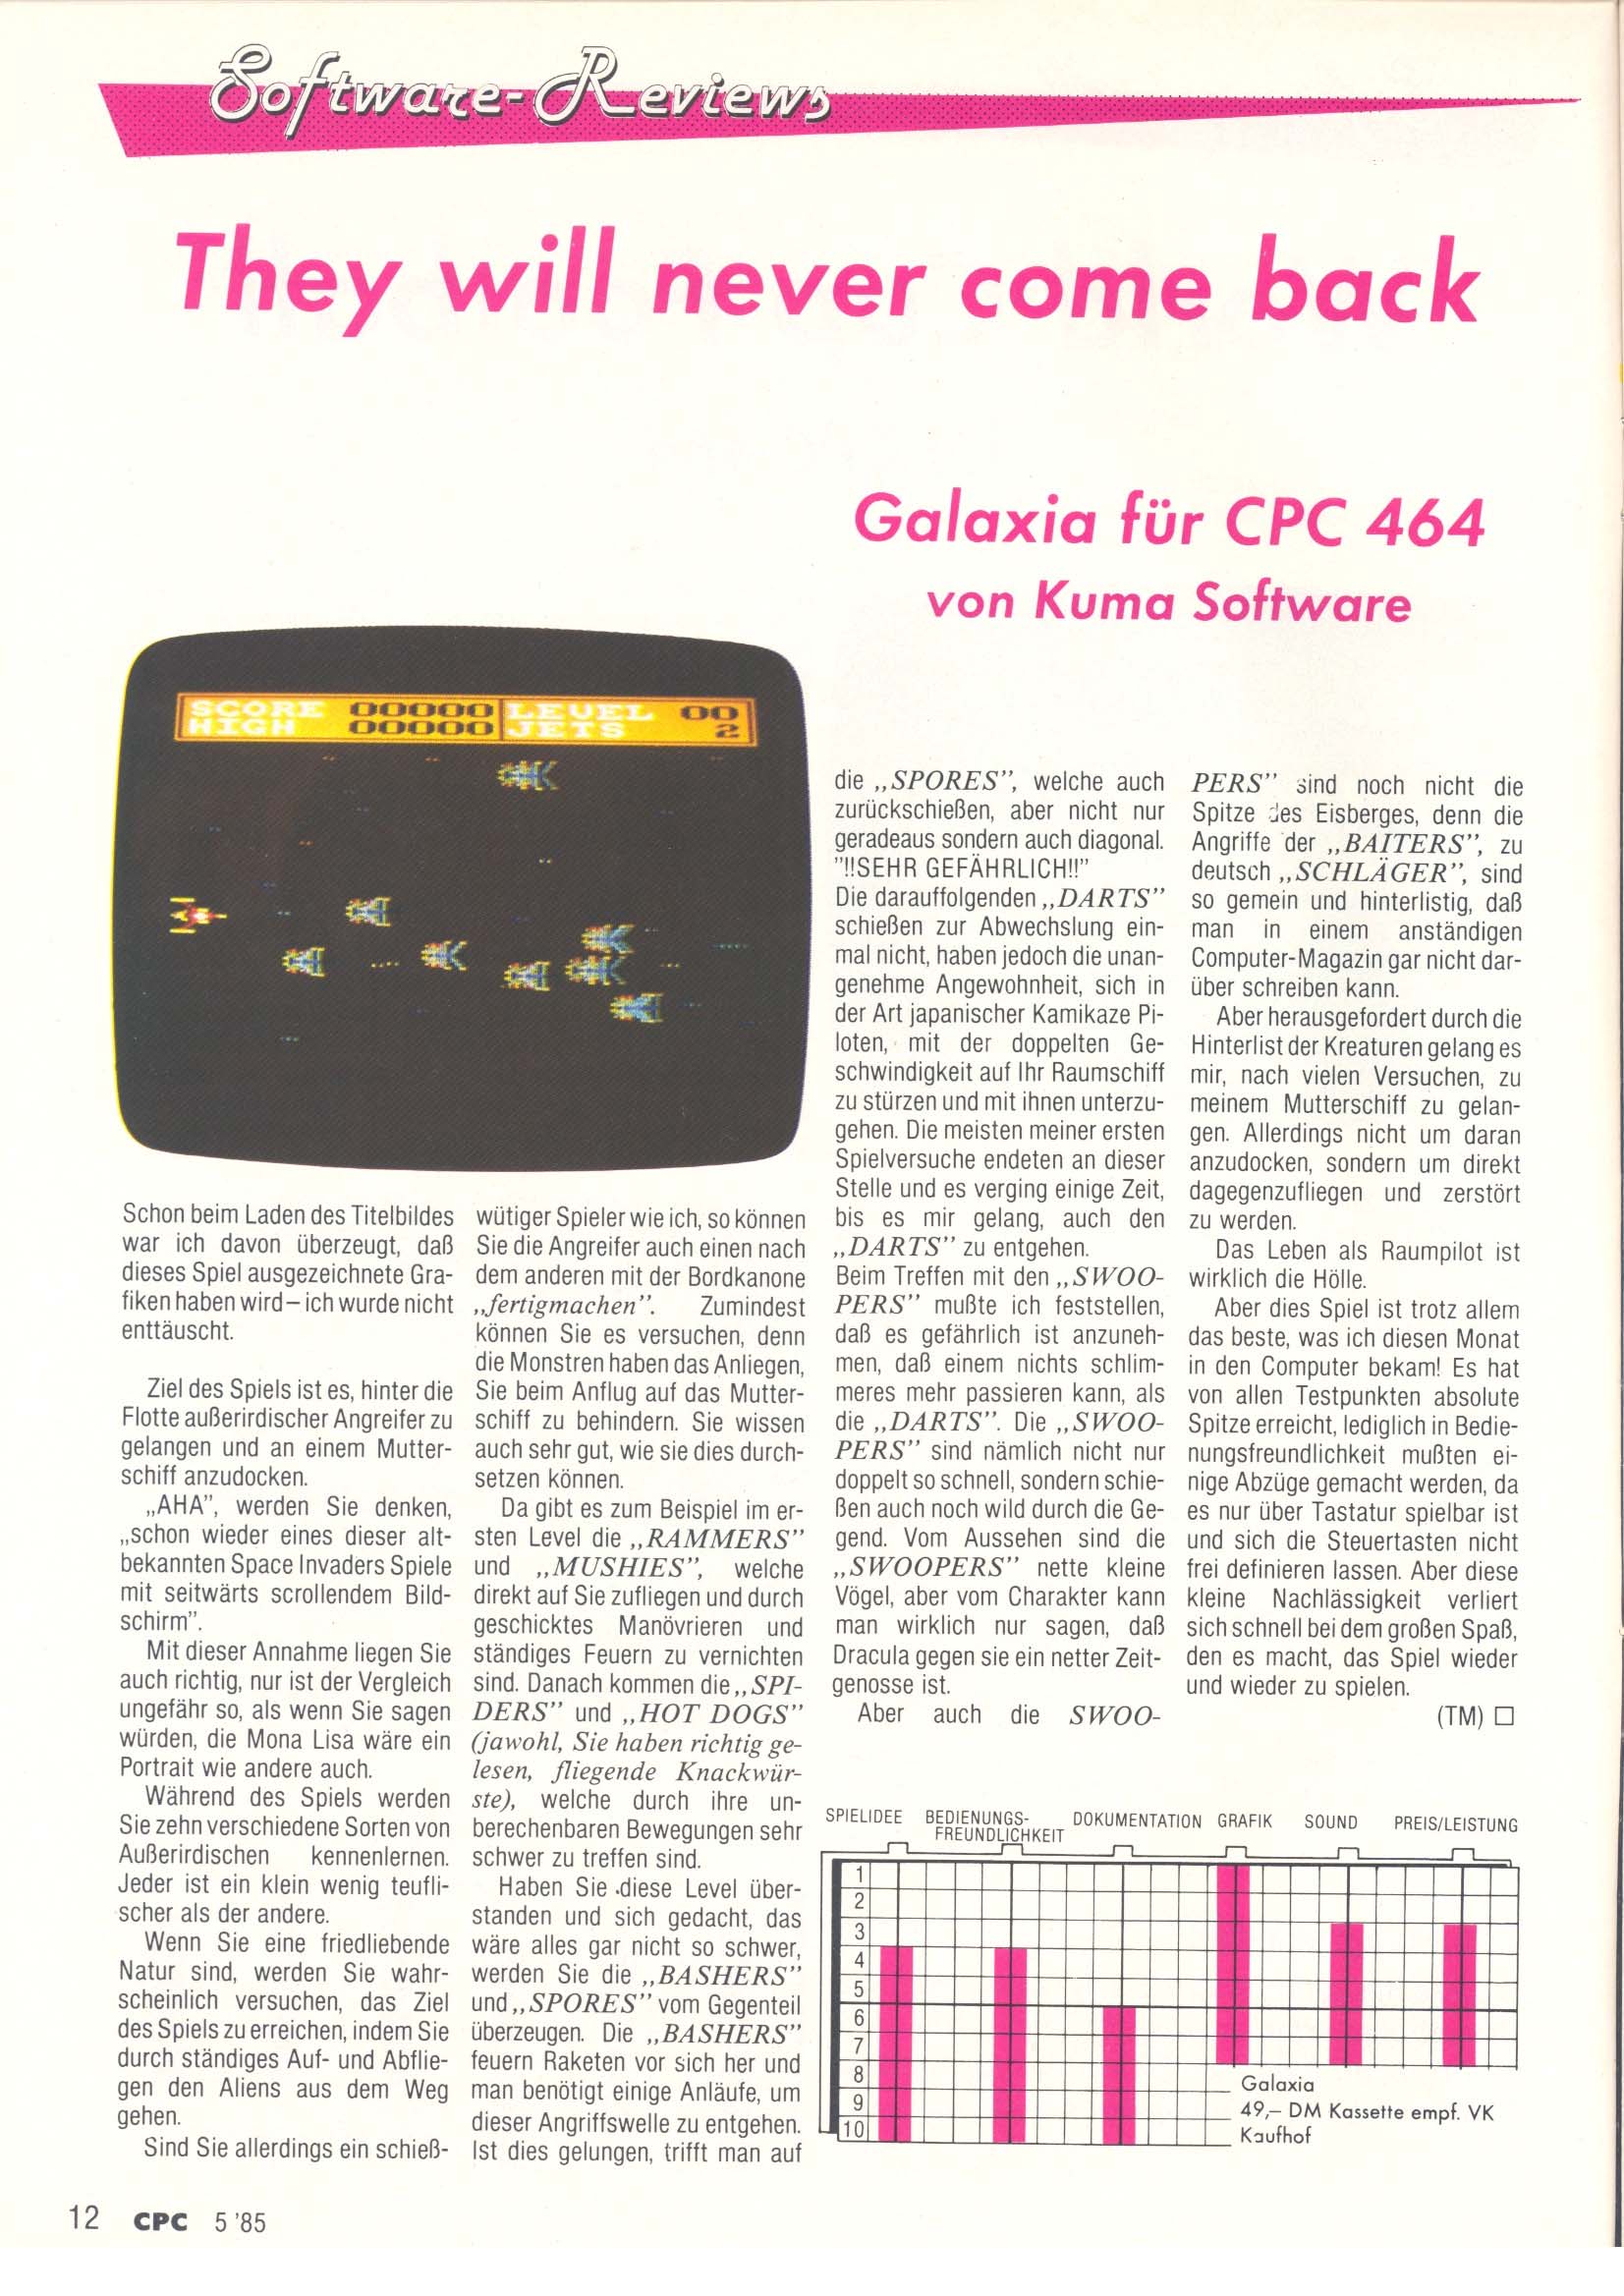 Software-Reviews
They will never come back
Galaxia für CPC 464
von Kuma Software
SCORE 00000 LEVEL 00
HIGH 00000 JETS 2
Schon beim Laden des Titelbildes
war ich davon überzeugt, daß
dieses Spiel ausgezeichnete Gra-
fiken haben wird – ich wurde nicht
enttäuscht.
Ziel des Spiels ist es, hinter die
Flotte außerirdischer Angreifer zu
gelangen und an einem Mutter-
schiff anzudocken.
„AHA”, werden Sie denken,
„schon wieder eines dieser alt-
bekannten Space Invaders Spiele
mit seitwärts scrollendem Bild-
schirm”.
Mit dieser Annahme liegen Sie
auch richtig, nur ist der Vergleich
ungefähr so, als wenn Sie sagen
würden, die Mona Lisa wäre ein
Portrait wie andere auch.
Während des Spiels werden
Sie zehn verschiedene Sorten von
Außerirdischen kennenlernen.
Jeder ist ein klein wenig teufli-
scher als der andere.
Wenn Sie eine friedliebende
Natur sind, werden Sie wahr-
scheinlich versuchen, das Ziel
des Spiels zu erreichen, indem Sie
durch ständiges Auf- und Abflie-
gen den Aliens aus dem Weg
gehen.
Sind Sie allerdings ein schieß-
wütiger Spieler wie ich, so können
Sie die Angreifer auch einen nach
dem anderen mit der Bordkanone
„fertigmachen”. Zumindest
können Sie es versuchen, denn
die Monstren haben das Anliegen,
Sie beim Anflug auf das Mutter-
schiff zu behindern. Sie wissen
auch sehr gut, wie sie dies durch-
setzen können.
Da gibt es zum Beispiel im er-
sten Level die „RAMMERS”
und „MUSHIES”, welche
direkt auf Sie zufliegen und durch
geschicktes Manövrieren und
ständiges Feuern zu vernichten
sind. Danach kommen die „SPI-
DERS” und „HOT DOGS”
(jawohl, Sie haben richtig ge-
lesen, fliegende Knackwür-
ste), welche durch ihre un-
berechenbaren Bewegungen sehr
schwer zu treffen sind.
Haben Sie diese Level über-
standen und sich gedacht, das
wäre alles gar nicht so schwer,
werden Sie die „BASHERS”
und „SPORES” vom Gegenteil
überzeugen. Die „BASHERS”
feuern Raketen vor sich her und
man benötigt einige Anläufe, um
dieser Angriffswelle zu entgehen.
Ist dies gelungen, trifft man auf
die „SPORES”, welche auch
zurückschießen, aber nicht nur
geradeaus sondern auch diagonal.
"!!SEHR GEFÄHRLICH!!"
Die darauffolgenden „DARTS”
schießen zur Abwechslung ein-
mal nicht, haben jedoch die unan-
genehme Angewohnheit, sich in
der Art japanischer Kamikaze Pi-
loten, mit der doppelten Ge-
schwindigkeit auf Ihr Raumschiff
zu stürzen und mit ihnen unterzu-
gehen. Die meisten meiner ersten
Spielversuche endeten an dieser
Stelle und es verging einige Zeit,
bis es mir gelang, auch den
„DARTS” zu entgehen.
Beim Treffen mit den „SWOO-
PERS” mußte ich feststellen,
daß es gefährlich ist anzuneh-
men, daß einem nichts schlim-
meres mehr passieren kann, als
die „DARTS”. Die „SWOO-
PERS” sind nämlich nicht nur
doppelt so schnell, sondern schie-
ßen auch noch wild durch die Ge-
gend. Vom Aussehen sind die
„SWOOPERS” nette kleine
Vögel, aber vom Charakter kann
man wirklich nur sagen, daß
Dracula gegen sie ein netter Zeit-
genosse ist.
Aber auch die SWOO-
PERS” sind noch nicht die
Spitze des Eisberges, denn die
Angriffe der „BAITERS”, zu
deutsch „SCHLÄGER”, sind
so gemein und hinterlistig, daß
man in einem anständigen
Computer-Magazin gar nicht dar-
über schreiben kann.
Aber herausgefordert durch die
Hinterlist der Kreaturen gelang es
mir, nach vielen Versuchen, zu
meinem Mutterschiff zu gelan-
gen. Allerdings nicht um daran
anzudocken, sondern um direkt
dagegenzufliegen und zerstört
zu werden.
Das Leben als Raumpilot ist
wirklich die Hölle.
Aber dies Spiel ist trotz allem
das beste, was ich diesen Monat
in den Computer bekam! Es hat
von allen Testpunkten absolute
Spitze erreicht, lediglich in Bedie-
nungsfreundlichkeit mußten ei-
nige Abzüge gemacht werden, da
es nur über Tastatur spielbar ist
und sich die Steuertasten nicht
frei definieren lassen. Aber diese
kleine Nachlässigkeit verliert
sich schnell bei dem großen Spaß,
den es macht, das Spiel wieder
und wieder zu spielen.
(TM) □
SPIELIDEE BEDIENUNGS- DOKUMENTATION GRAFIK SOUND PREIS/LEISTUNG
FREUNDLICHKEIT
1
2
3
4
5
6
7
8
9
10
Galaxia
49,– DM Kassette empf. VK
Kaufhof
12 CPC 5 '85